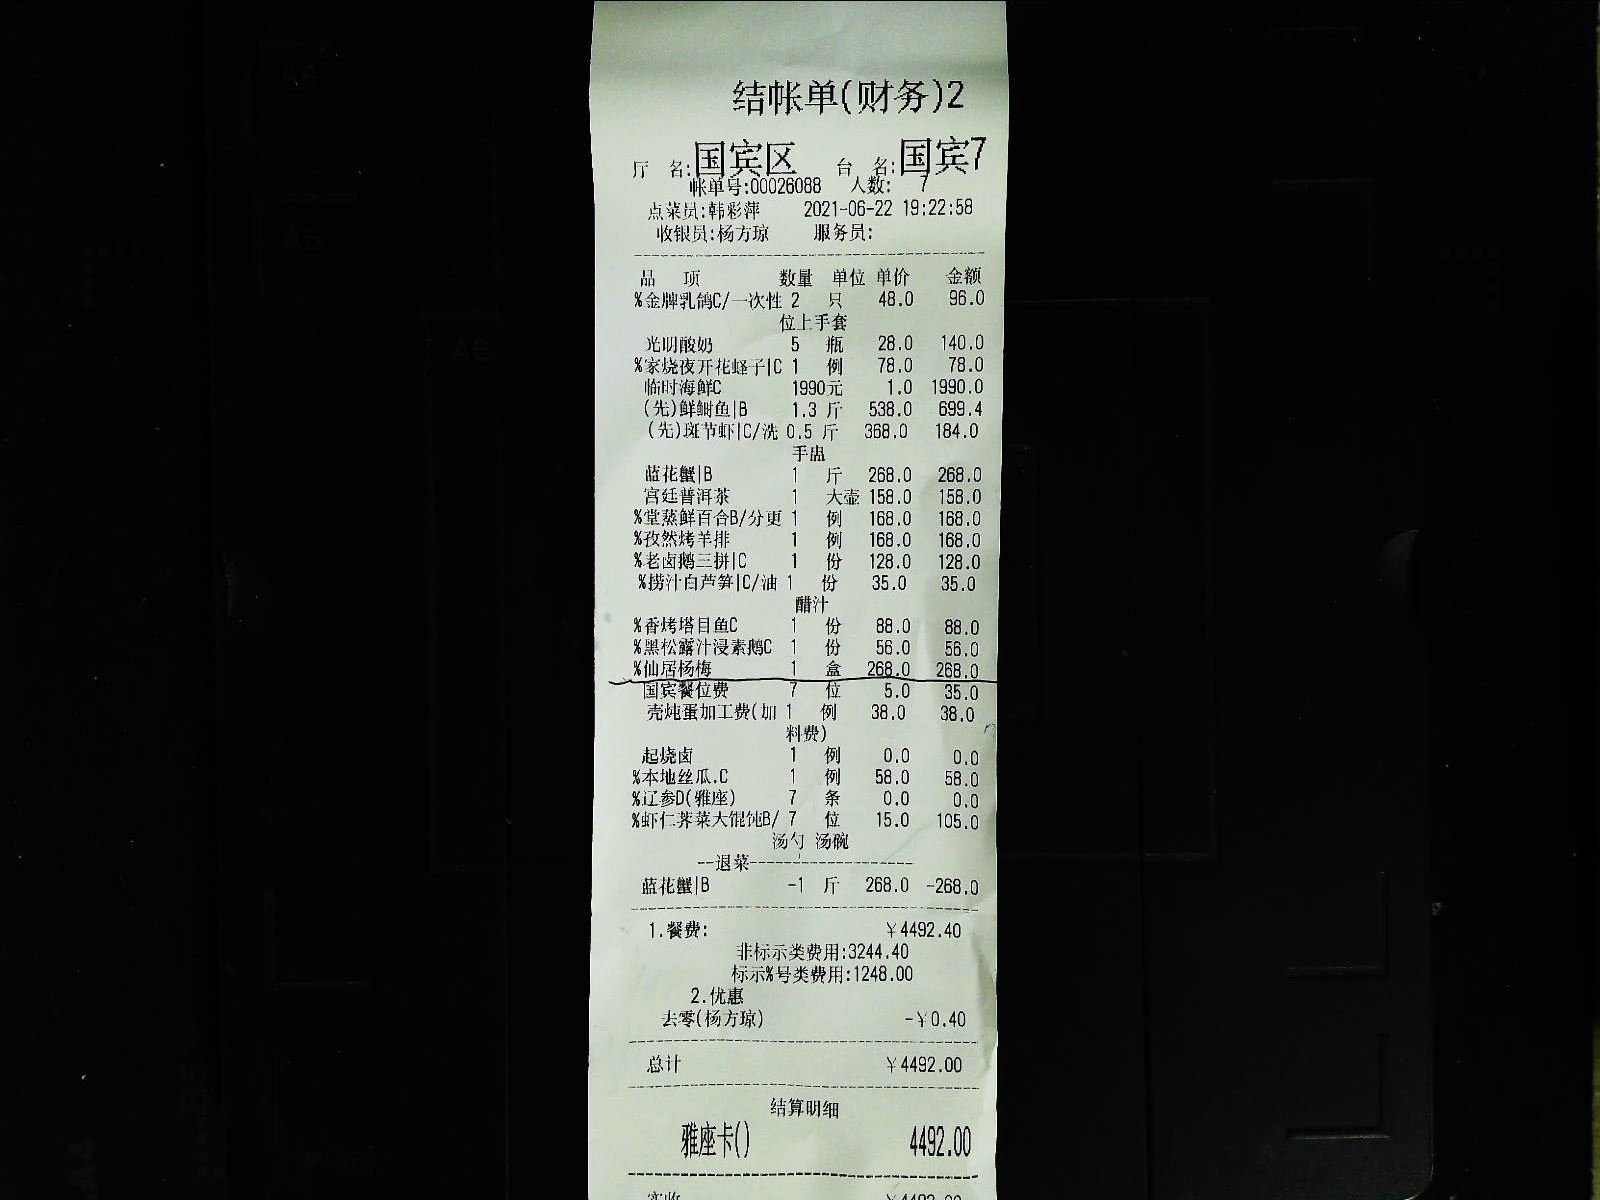 结帐单(财务)2
厅 名:国宾区 台 名:国宾7
帐单号:00026088 人数: 7
点菜员:韩彩萍 2021-06-22 19:22:58
收银员:杨方琼 服务员:
品 项 数量 单位 单价 金额
%金牌乳鸽C/一次性 2 只 48.0 96.0
位上手套
光明酸奶 5 瓶 28.0 140.0
%家烧夜开花蛏子|C 1 例 78.0 78.0
临时海鲜C 1990元 1.0 1990.0
(先)鲜鲥鱼|B 1.3 斤 538.0 699.4
(先)斑节虾|C/洗 0.5 斤 368.0 184.0
手盅
蓝花蟹|B 1 斤 268.0 268.0
宫廷普洱茶 1 大壶 158.0 158.0
%堂蒸鲜百合B/分更 1 例 168.0 168.0
%孜然烤羊排 1 例 168.0 168.0
%老卤鹅三拼|C 1 份 128.0 128.0
%捞汁白芦笋|C/油 1 份 35.0 35.0
醋汁
%香烤塔目鱼C 1 份 88.0 88.0
%黑松露汁浸素鹅C 1 份 56.0 56.0
%仙居杨梅 1 盒 268.0 268.0
国宾餐位费 7 位 5.0 35.0
壳炖蛋加工费(加 1 例 38.0 38.0
料费)
起烧卤 1 例 0.0 0.0
%本地丝瓜.C 1 例 58.0 58.0
%辽参D(雅座) 7 条 0.0 0.0
%虾仁荠菜大馄饨B/ 7 位 15.0 105.0
汤勺 汤碗
--退菜--------------
蓝花蟹|B -1 斤 268.0 -268.0
1.餐费: ￥4492.40
非标示类费用:3244.40
标示%号类费用:1248.00
2.优惠
去零(杨方琼) -￥0.40
总计 ￥4492.00
结算明细
雅座卡() 4492.00